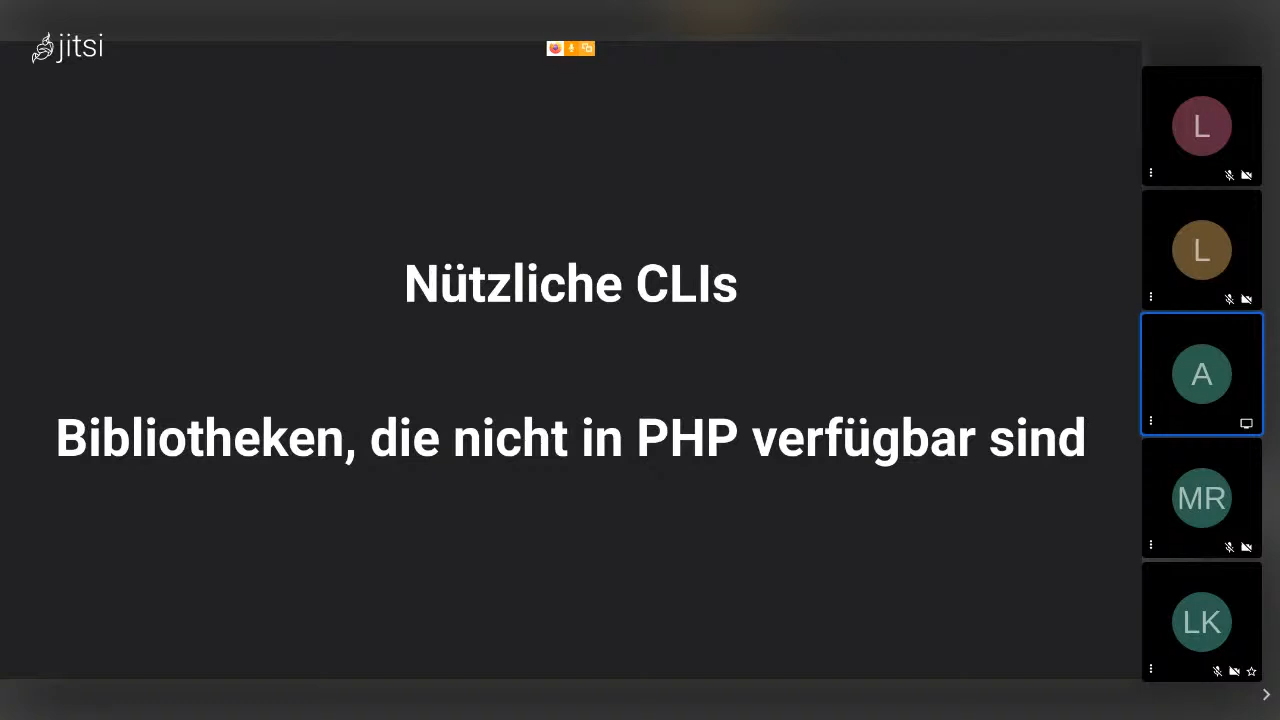 jitsi
Nützliche CLIs
Bibliotheken, die nicht in PHP verfügbar sind
L
L
A
MR
LK